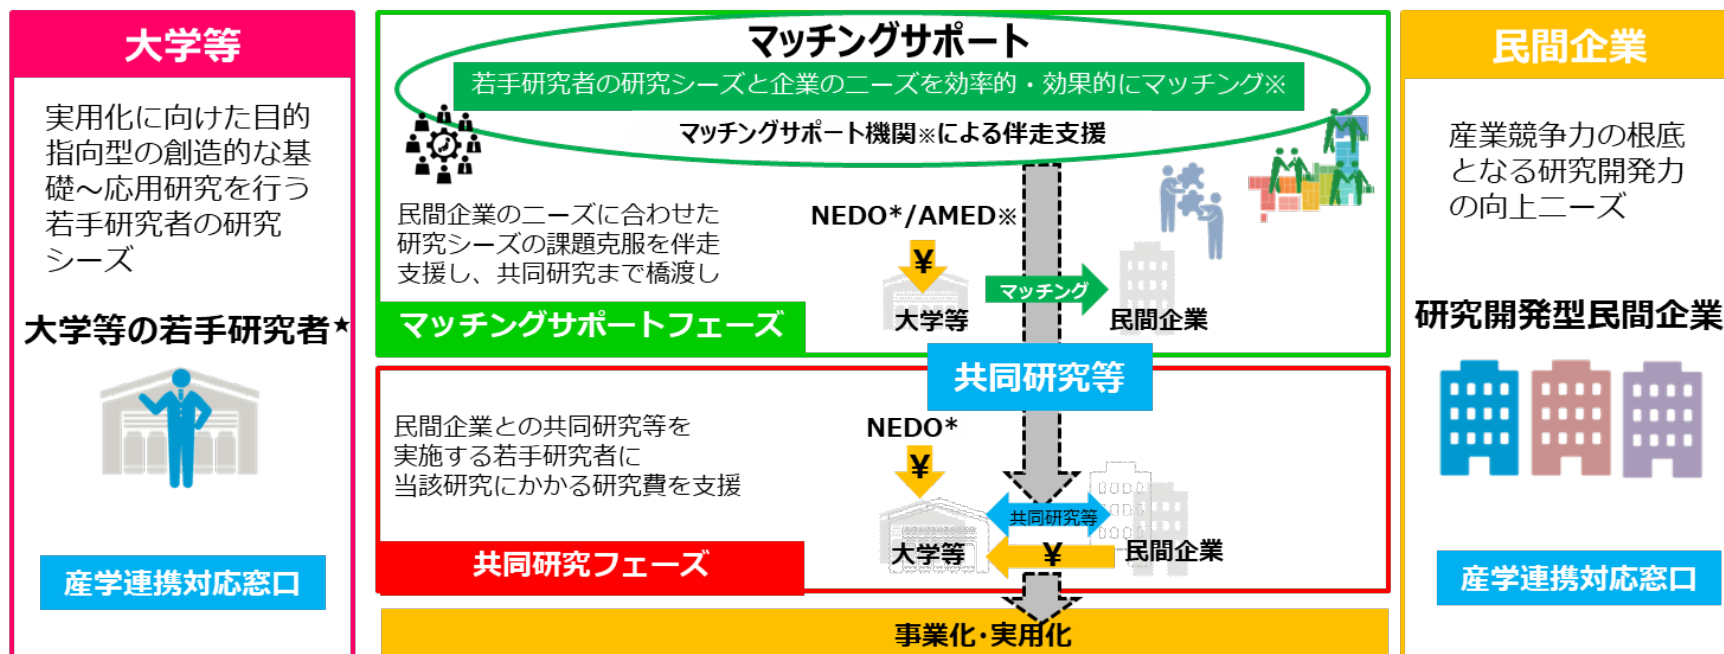 大学等
実用化に向けた目的
指向型の創造的な基
礎～応用研究を行う
若手研究者の研究
シーズ
大学等の若手研究者★
産学連携対応窓口
マッチングサポート
若手研究者の研究シーズと企業のニーズを効率的・効果的にマッチング※
マッチングサポート機関※による伴走支援
民間企業のニーズに合わせた
研究シーズの課題克服を伴走
支援し、共同研究まで橋渡し
NEDO*/AMED※
¥
マッチング
大学等
民間企業
マッチングサポートフェーズ
共同研究等
民間企業との共同研究等を
実施する若手研究者に
当該研究にかかる研究費を支援
NEDO*
¥
共同研究等
大学等
¥
民間企業
共同研究フェーズ
事業化・実用化
民間企業
産業競争力の根底
となる研究開発力
の向上ニーズ
研究開発型民間企業
産学連携対応窓口